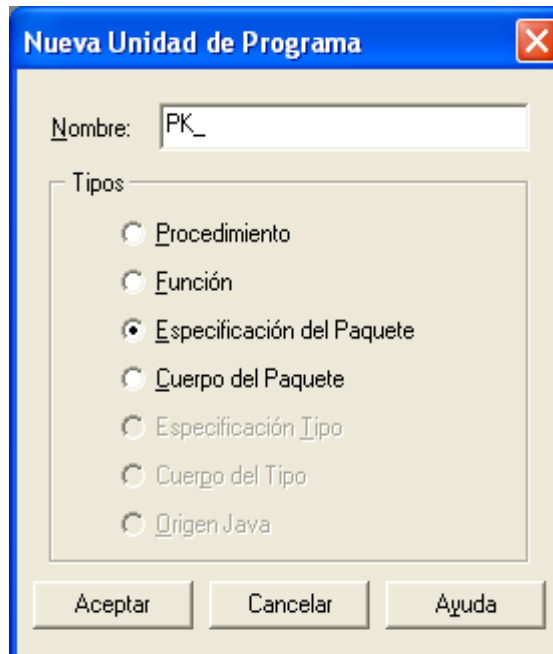 Nueva Unidad de Programa
Nombre: PK_
Tipos
Procedimiento
Función
Especificación del Paquete
Cuerpo del Paquete
Especificación Tipo
Cuerpo del Tipo
Origen Java
Aceptar Cancelar Ayuda